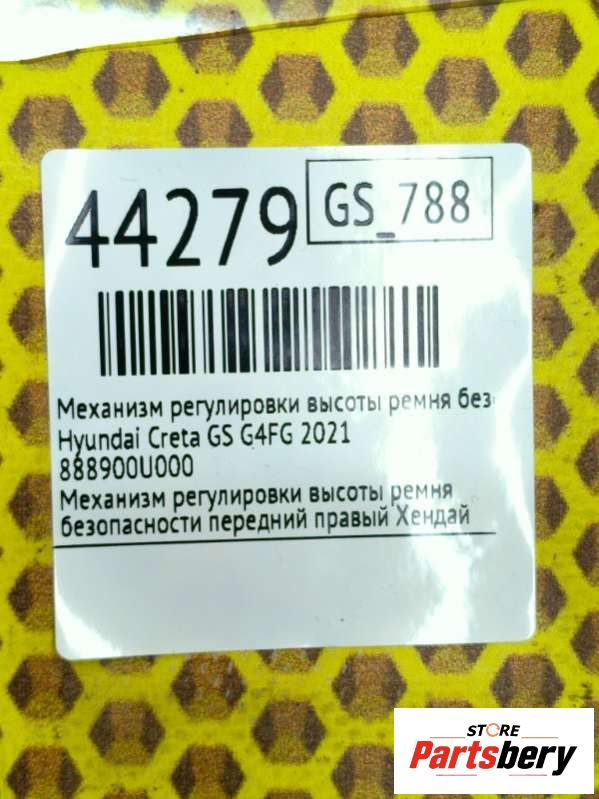 44279 GS_788
Механизм регулировки высоты ремня без
Hyundai Creta GS G4FG 2021
888900U000
Механизм регулировки высоты ремня
безопасности передний правый Хендай
STORE
Partsbery